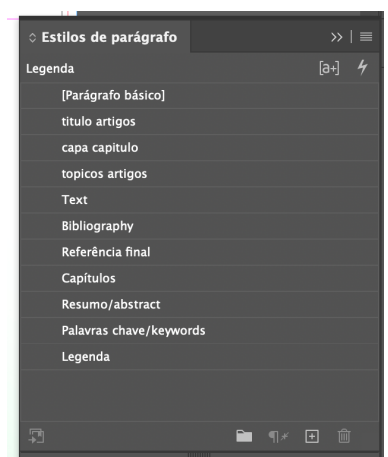 Estilos de parágrafo
Legenda [a+]
[Parágrafo básico]
titulo artigos
capa capitulo
topicos artigos
Text
Bibliography
Referência final
Capítulos
Resumo/abstract
Palavras chave/keywords
Legenda